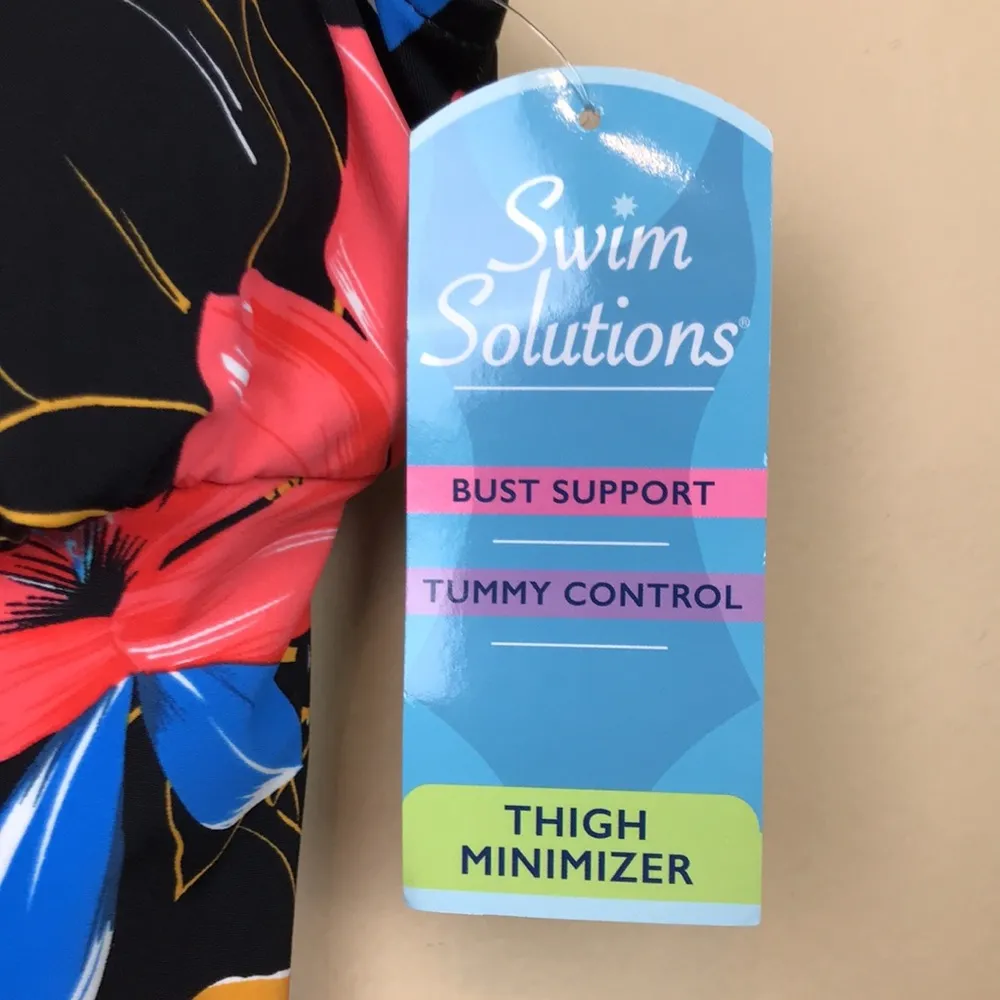 Swim
Solutions®
BUST SUPPORT
TUMMY CONTROL
THIGH
MINIMIZER